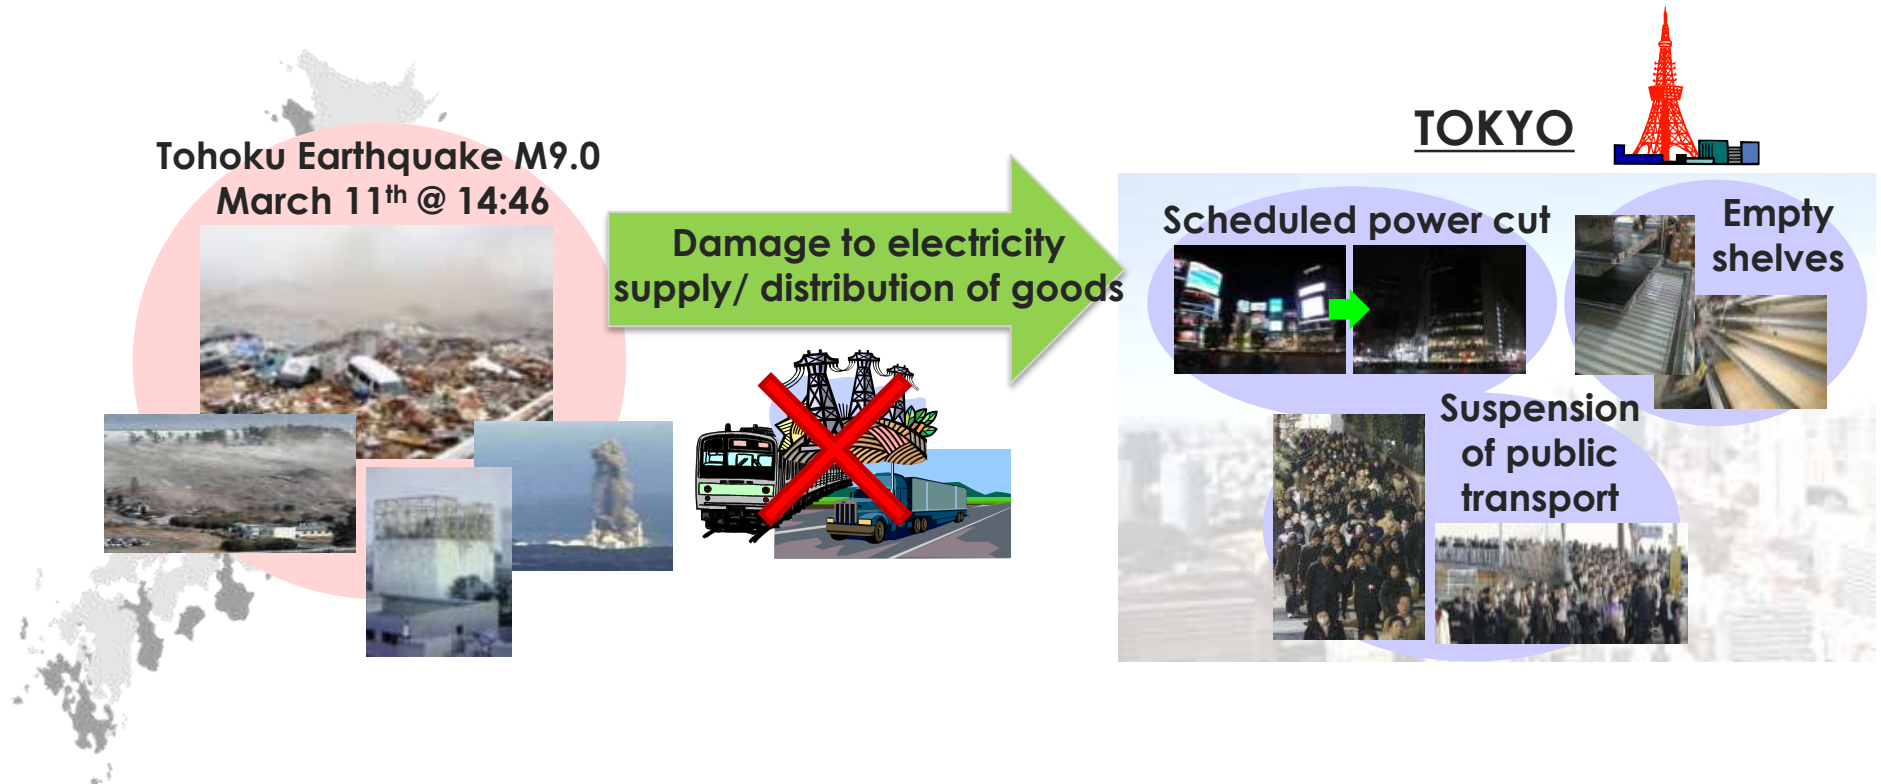 Tohoku Earthquake M9.0
March 11th @ 14:46
Damage to electricity
supply/ distribution of goods
TOKYO
Scheduled power cut
Empty
shelves
Suspension
of public
transport